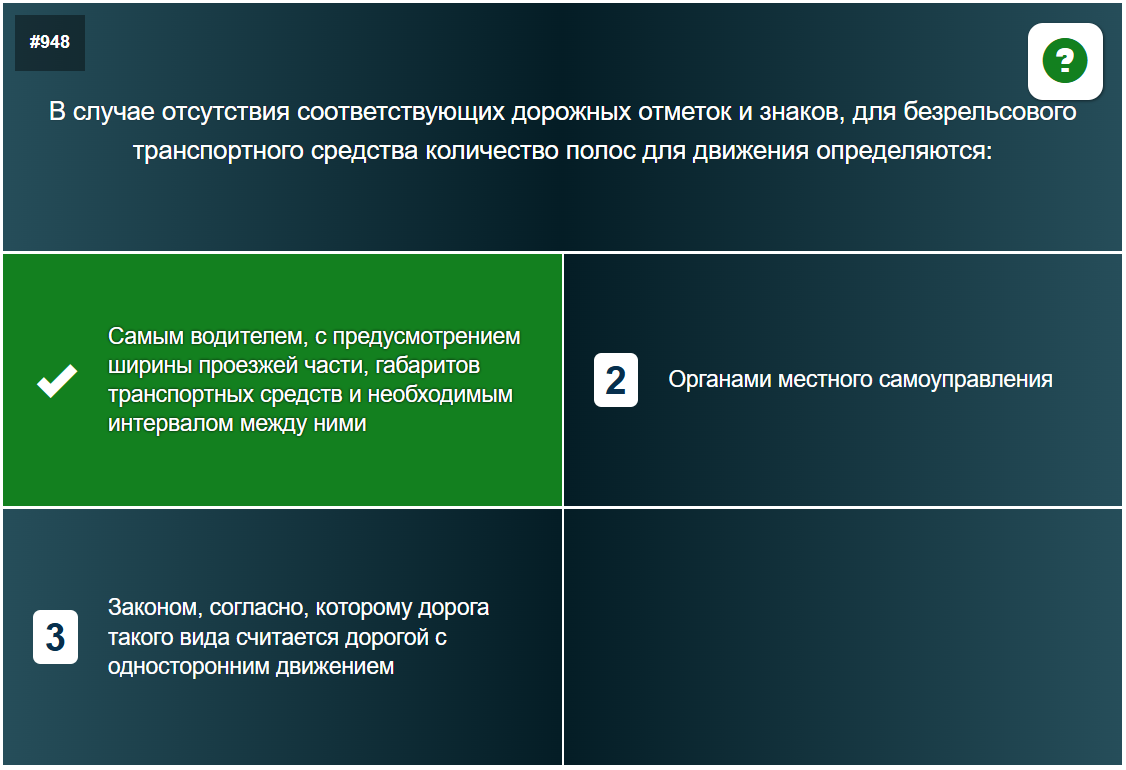 #948
?
В случае отсутствия соответствующих дорожных отметок и знаков, для безрельсового
транспортного средства количество полос для движения определяются:
Самым водителем, с предусмотрением
ширины проезжей части, габаритов
транспортных средств и необходимым
интервалом между ними
2
Органами местного самоуправления
3
Законом, согласно, которому дорога
такого вида считается дорогой с
односторонним движением